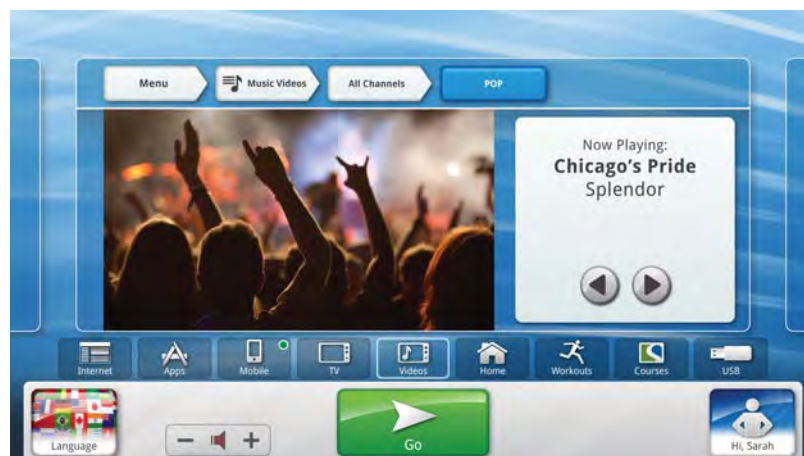 Menu
Music Videos
All Channels
POP
Now Playing:
Chicago's Pride
Splendor
Internet
Apps
Mobile
TV
Videos
Home
Workouts
Courses
USB
Language
Go
Hi, Sarah